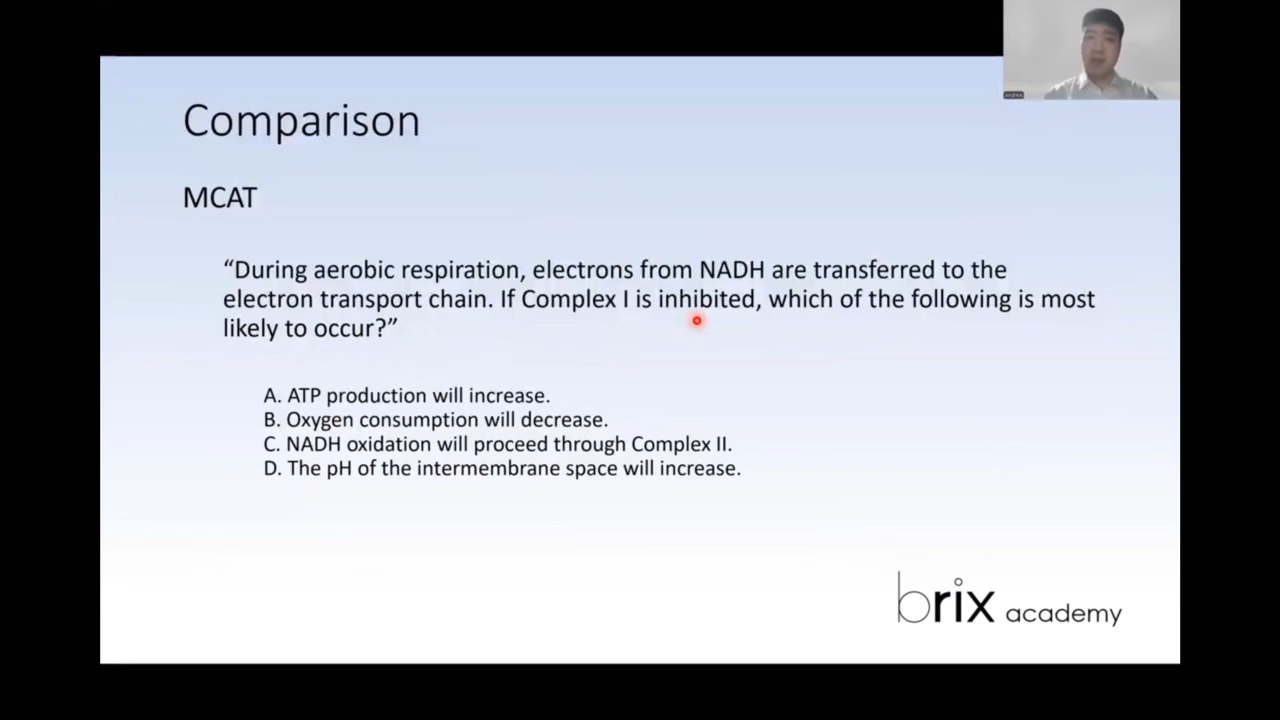 Comparison
MCAT
“During aerobic respiration, electrons from NADH are transferred to the
electron transport chain. If Complex I is inhibited, which of the following is most
likely to occur?”
A. ATP production will increase.
B. Oxygen consumption will decrease.
C. NADH oxidation will proceed through Complex II.
D. The pH of the intermembrane space will increase.
brix academy